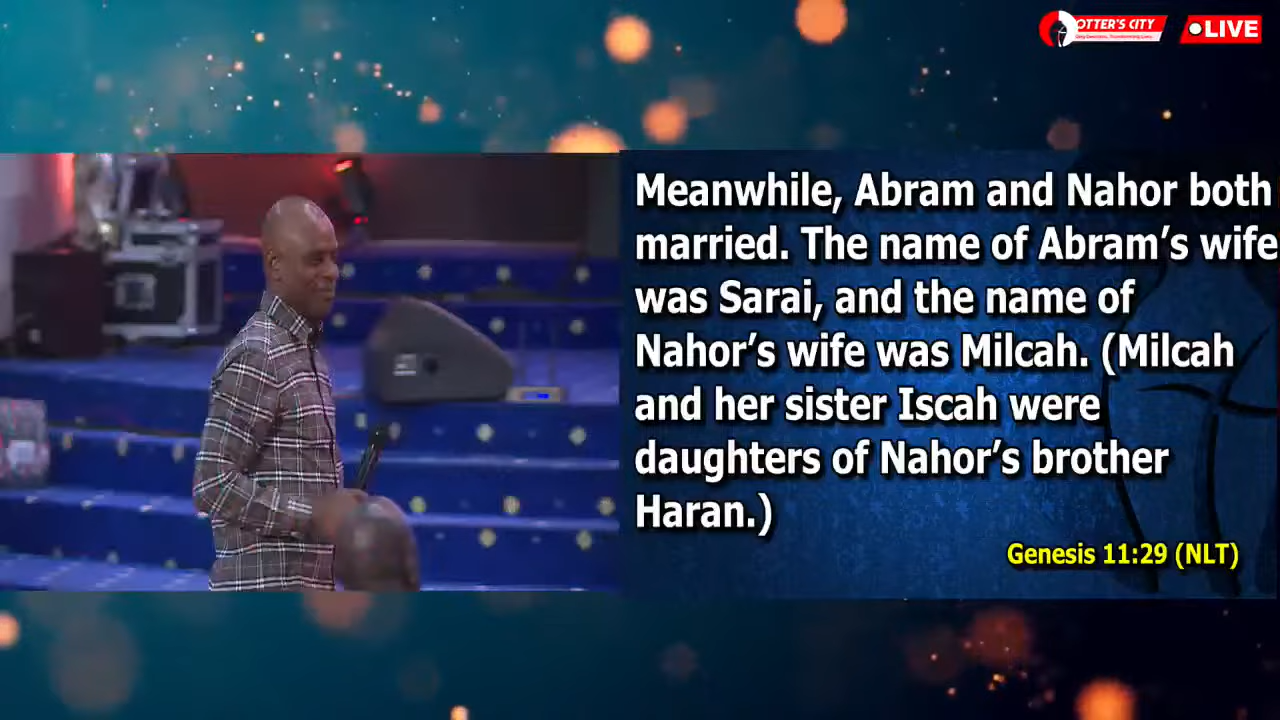 OTTER'S CITY
LIVE
Meanwhile, Abram and Nahor both
married. The name of Abram’s wife
was Sarai, and the name of
Nahor’s wife was Milcah. (Milcah
and her sister Iscah were
daughters of Nahor’s brother
Haran.)
Genesis 11:29 (NLT)